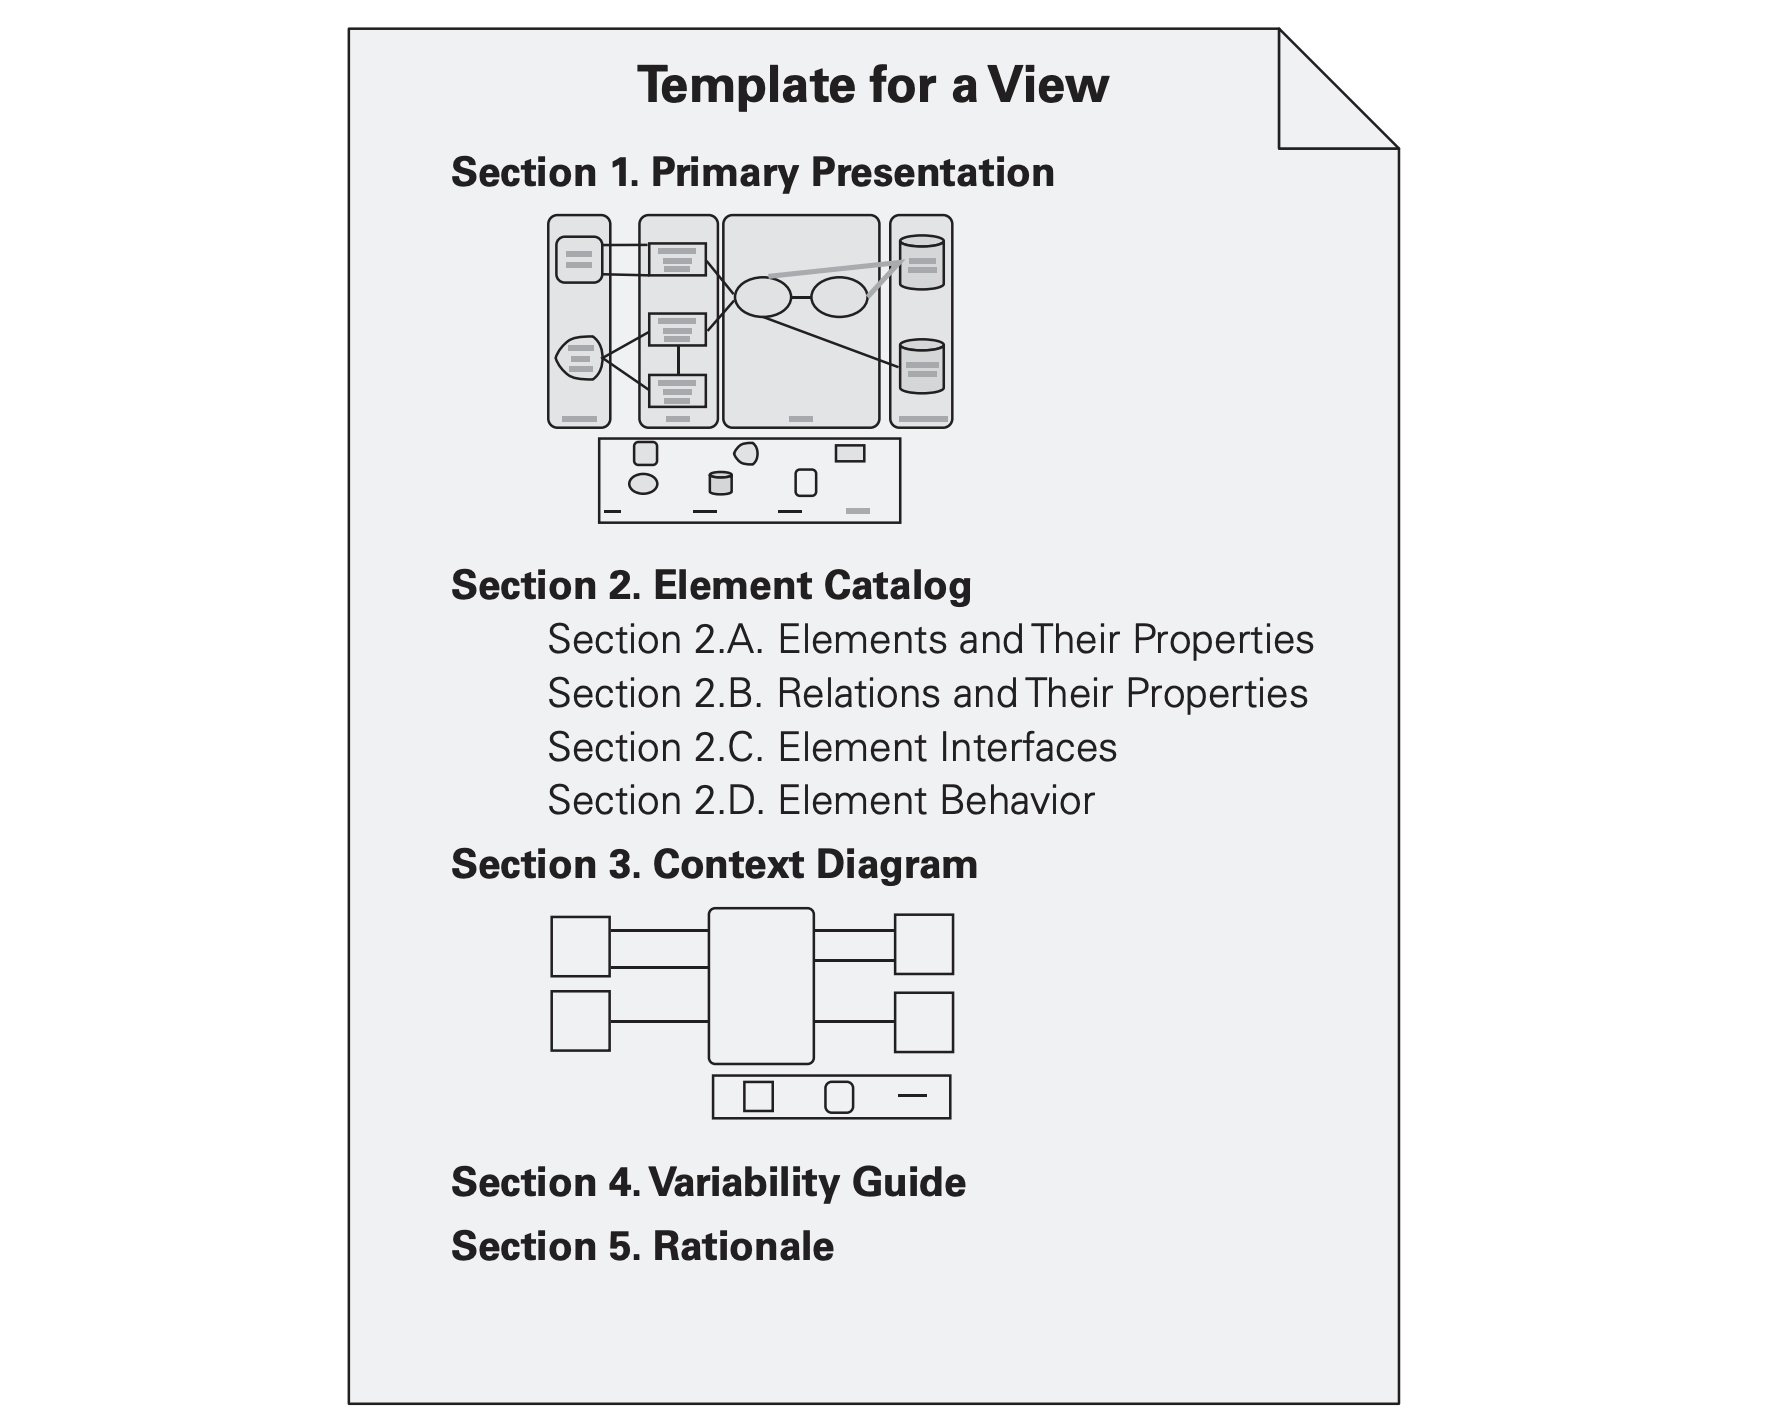 Template for a View
Section 1. Primary Presentation
Section 2. Element Catalog
Section 2.A. Elements and Their Properties
Section 2.B. Relations and Their Properties
Section 2.C. Element Interfaces
Section 2.D. Element Behavior
Section 3. Context Diagram
Section 4. Variability Guide
Section 5. Rationale